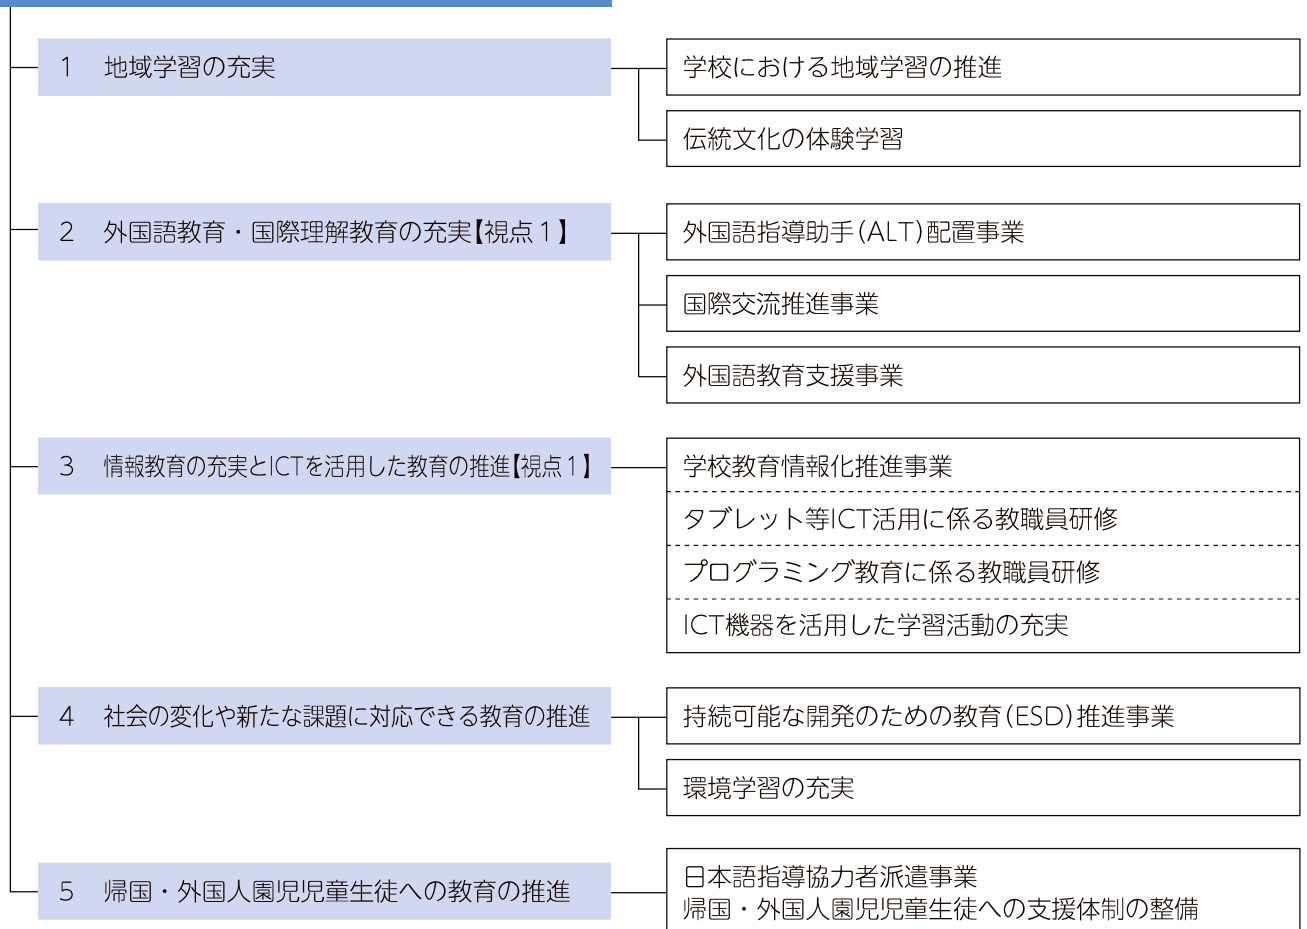 1 地域学習の充実
学校における地域学習の推進
伝統文化の体験学習
2 外国語教育・国際理解教育の充実【視点1】
外国語指導助手(ALT)配置事業
国際交流推進事業
外国語教育支援事業
3 情報教育の充実とICTを活用した教育の推進【視点1】
学校教育情報化推進事業
タブレット等ICT活用に係る教職員研修
プログラミング教育に係る教職員研修
ICT機器を活用した学習活動の充実
4 社会の変化や新たな課題に対応できる教育の推進
持続可能な開発のための教育(ESD)推進事業
環境学習の充実
5 帰国・外国人園児児童生徒への教育の推進
日本語指導協力者派遣事業
帰国・外国人園児児童生徒への支援体制の整備